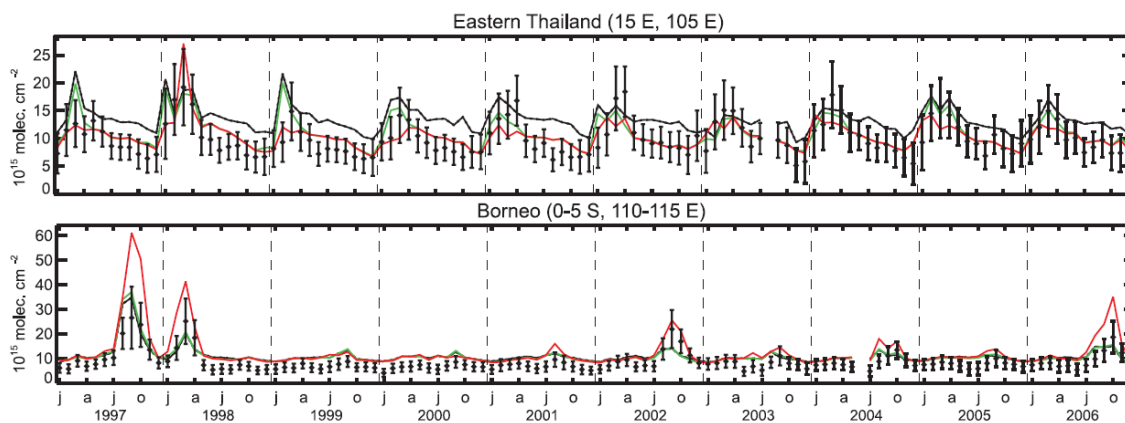 Eastern Thailand (15 E, 105 E)
25
20
15
10
5
0
10¹⁵ molec. cm⁻²
Borneo (0-5 S, 110-115 E)
60
50
40
30
20
10
0
10¹⁵ molec. cm⁻²
j a j o j a j o j a j o j a j o j a j o j a j o j a j o j a j o j a j o j a j o
1997 1998 1999 2000 2001 2002 2003 2004 2005 2006